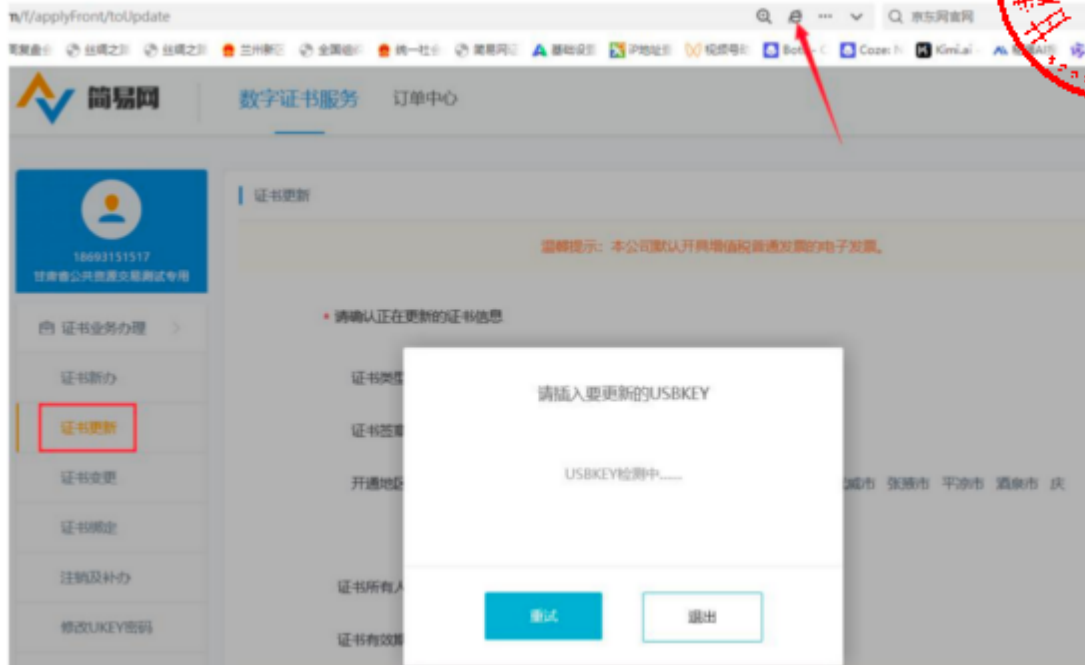 m/f/applyFront/toUpdate
京东网官网
兰州新区
Kimi.ai
简易网 数字证书服务 订单中心
证书更新
18693151517
甘肃省公共资源交易测试专用
温馨提示：本公司默认开具增值税普通发票的电子发票。
证书业务办理
* 请确认正在更新的证书信息
证书新办
证书类型
请插入要更新的USBKEY
证书更新
证书签章
USBKEY检测中......
证书变更
开通地区
威市 张掖市 平凉市 酒泉市 庆
证书绑定
注销及补办
证书所有人
重试 退出
修改UKEY密码
证书有效期